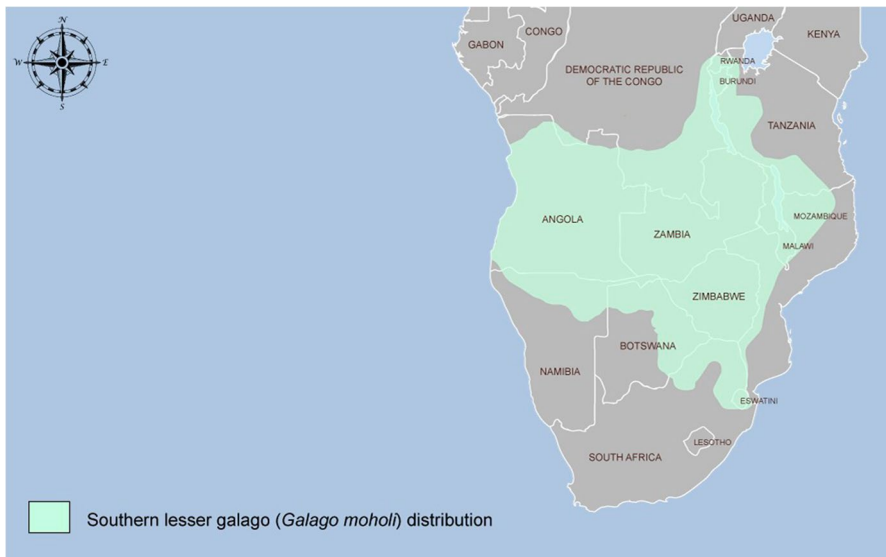 N
W
E
S
UGANDA
KENYA
GABON
CONGO
RWANDA
DEMOCRATIC REPUBLIC
OF THE CONGO
BURUNDI
TANZANIA
ANGOLA
MOZAMBIQUE
ZAMBIA
MALAWI
ZIMBABWE
BOTSWANA
NAMIBIA
ESWATINI
LESOTHO
SOUTH AFRICA
Southern lesser galago (Galago moholi) distribution